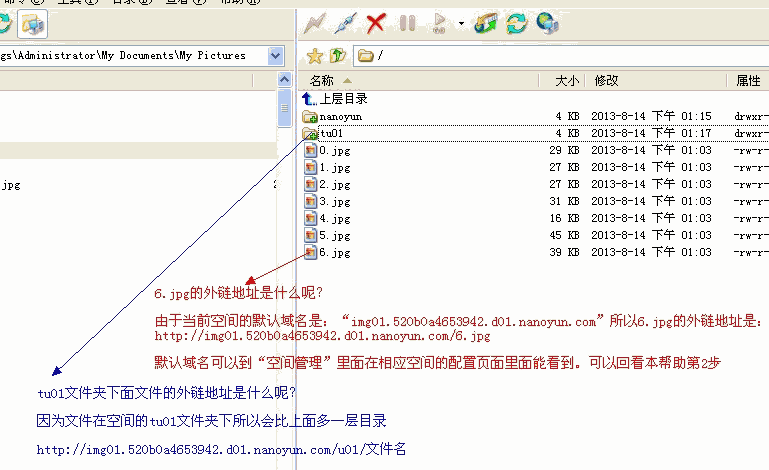 gs\Administrator\My Documents\My Pictures
/
名称 大小 修改 属性
上层目录
nanoyun 4 KB 2013-8-14 下午 01:15 drwxr-
tu01 4 KB 2013-8-14 下午 01:17 drwxr-
0.jpg 29 KB 2013-8-14 下午 01:03 -rw-r-
1.jpg 27 KB 2013-8-14 下午 01:03 -rw-r-
.jpg 2.jpg 27 KB 2013-8-14 下午 01:03 -rw-r-
3.jpg 31 KB 2013-8-14 下午 01:03 -rw-r-
4.jpg 16 KB 2013-8-14 下午 01:03 -rw-r-
5.jpg 45 KB 2013-8-14 下午 01:03 -rw-r-
6.jpg 39 KB 2013-8-14 下午 01:03 -rw-r-
6.jpg的外链地址是什么呢?
由于当前空间的默认域名是:“img01.520b0a4653942.d01.nanoyun.com”所以6.jpg的外链地址是:
http://img01.520b0a4653942.d01.nanoyun.com/6.jpg
默认域名可以到“空间管理”里面在相应空间的配置页面里面能看到。可以回看本帮助第2步
tu01文件夹下面文件的外链地址是什么呢?
因为文件在空间的tu01文件夹下所以会比上面多一层目录
http://img01.520b0a4653942.d01.nanoyun.com/u01/文件名